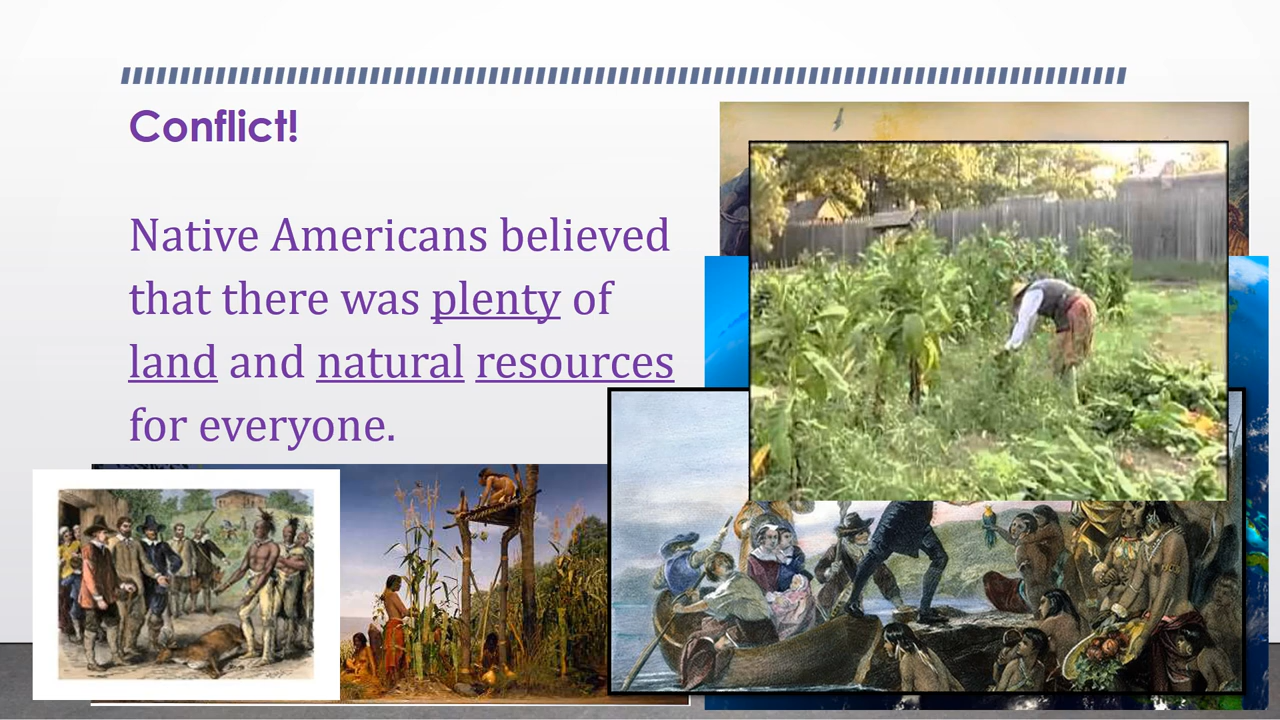 Conflict!
Native Americans believed
that there was plenty of
land and natural resources
for everyone.